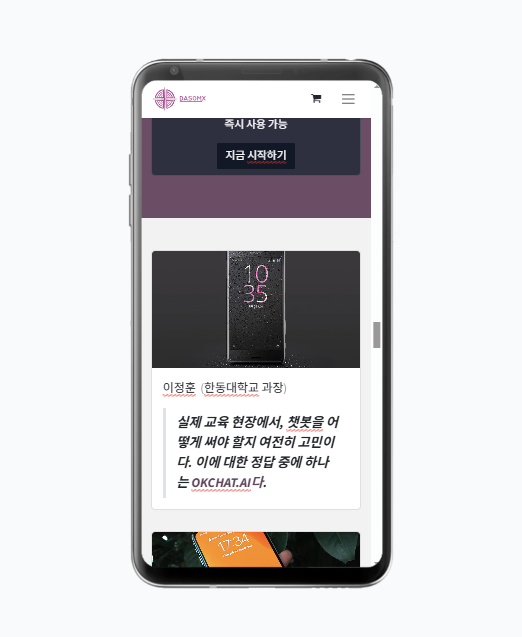 DASOMX
즉시 사용 가능
지금 시작하기
10
35
이정훈 (한동대학교 과장)
실제 교육 현장에서, 챗봇을 어
떻게 써야 할지 여전히 고민이
다. 이에 대한 정답 중에 하나
는 OKCHAT.AI다.
17:34